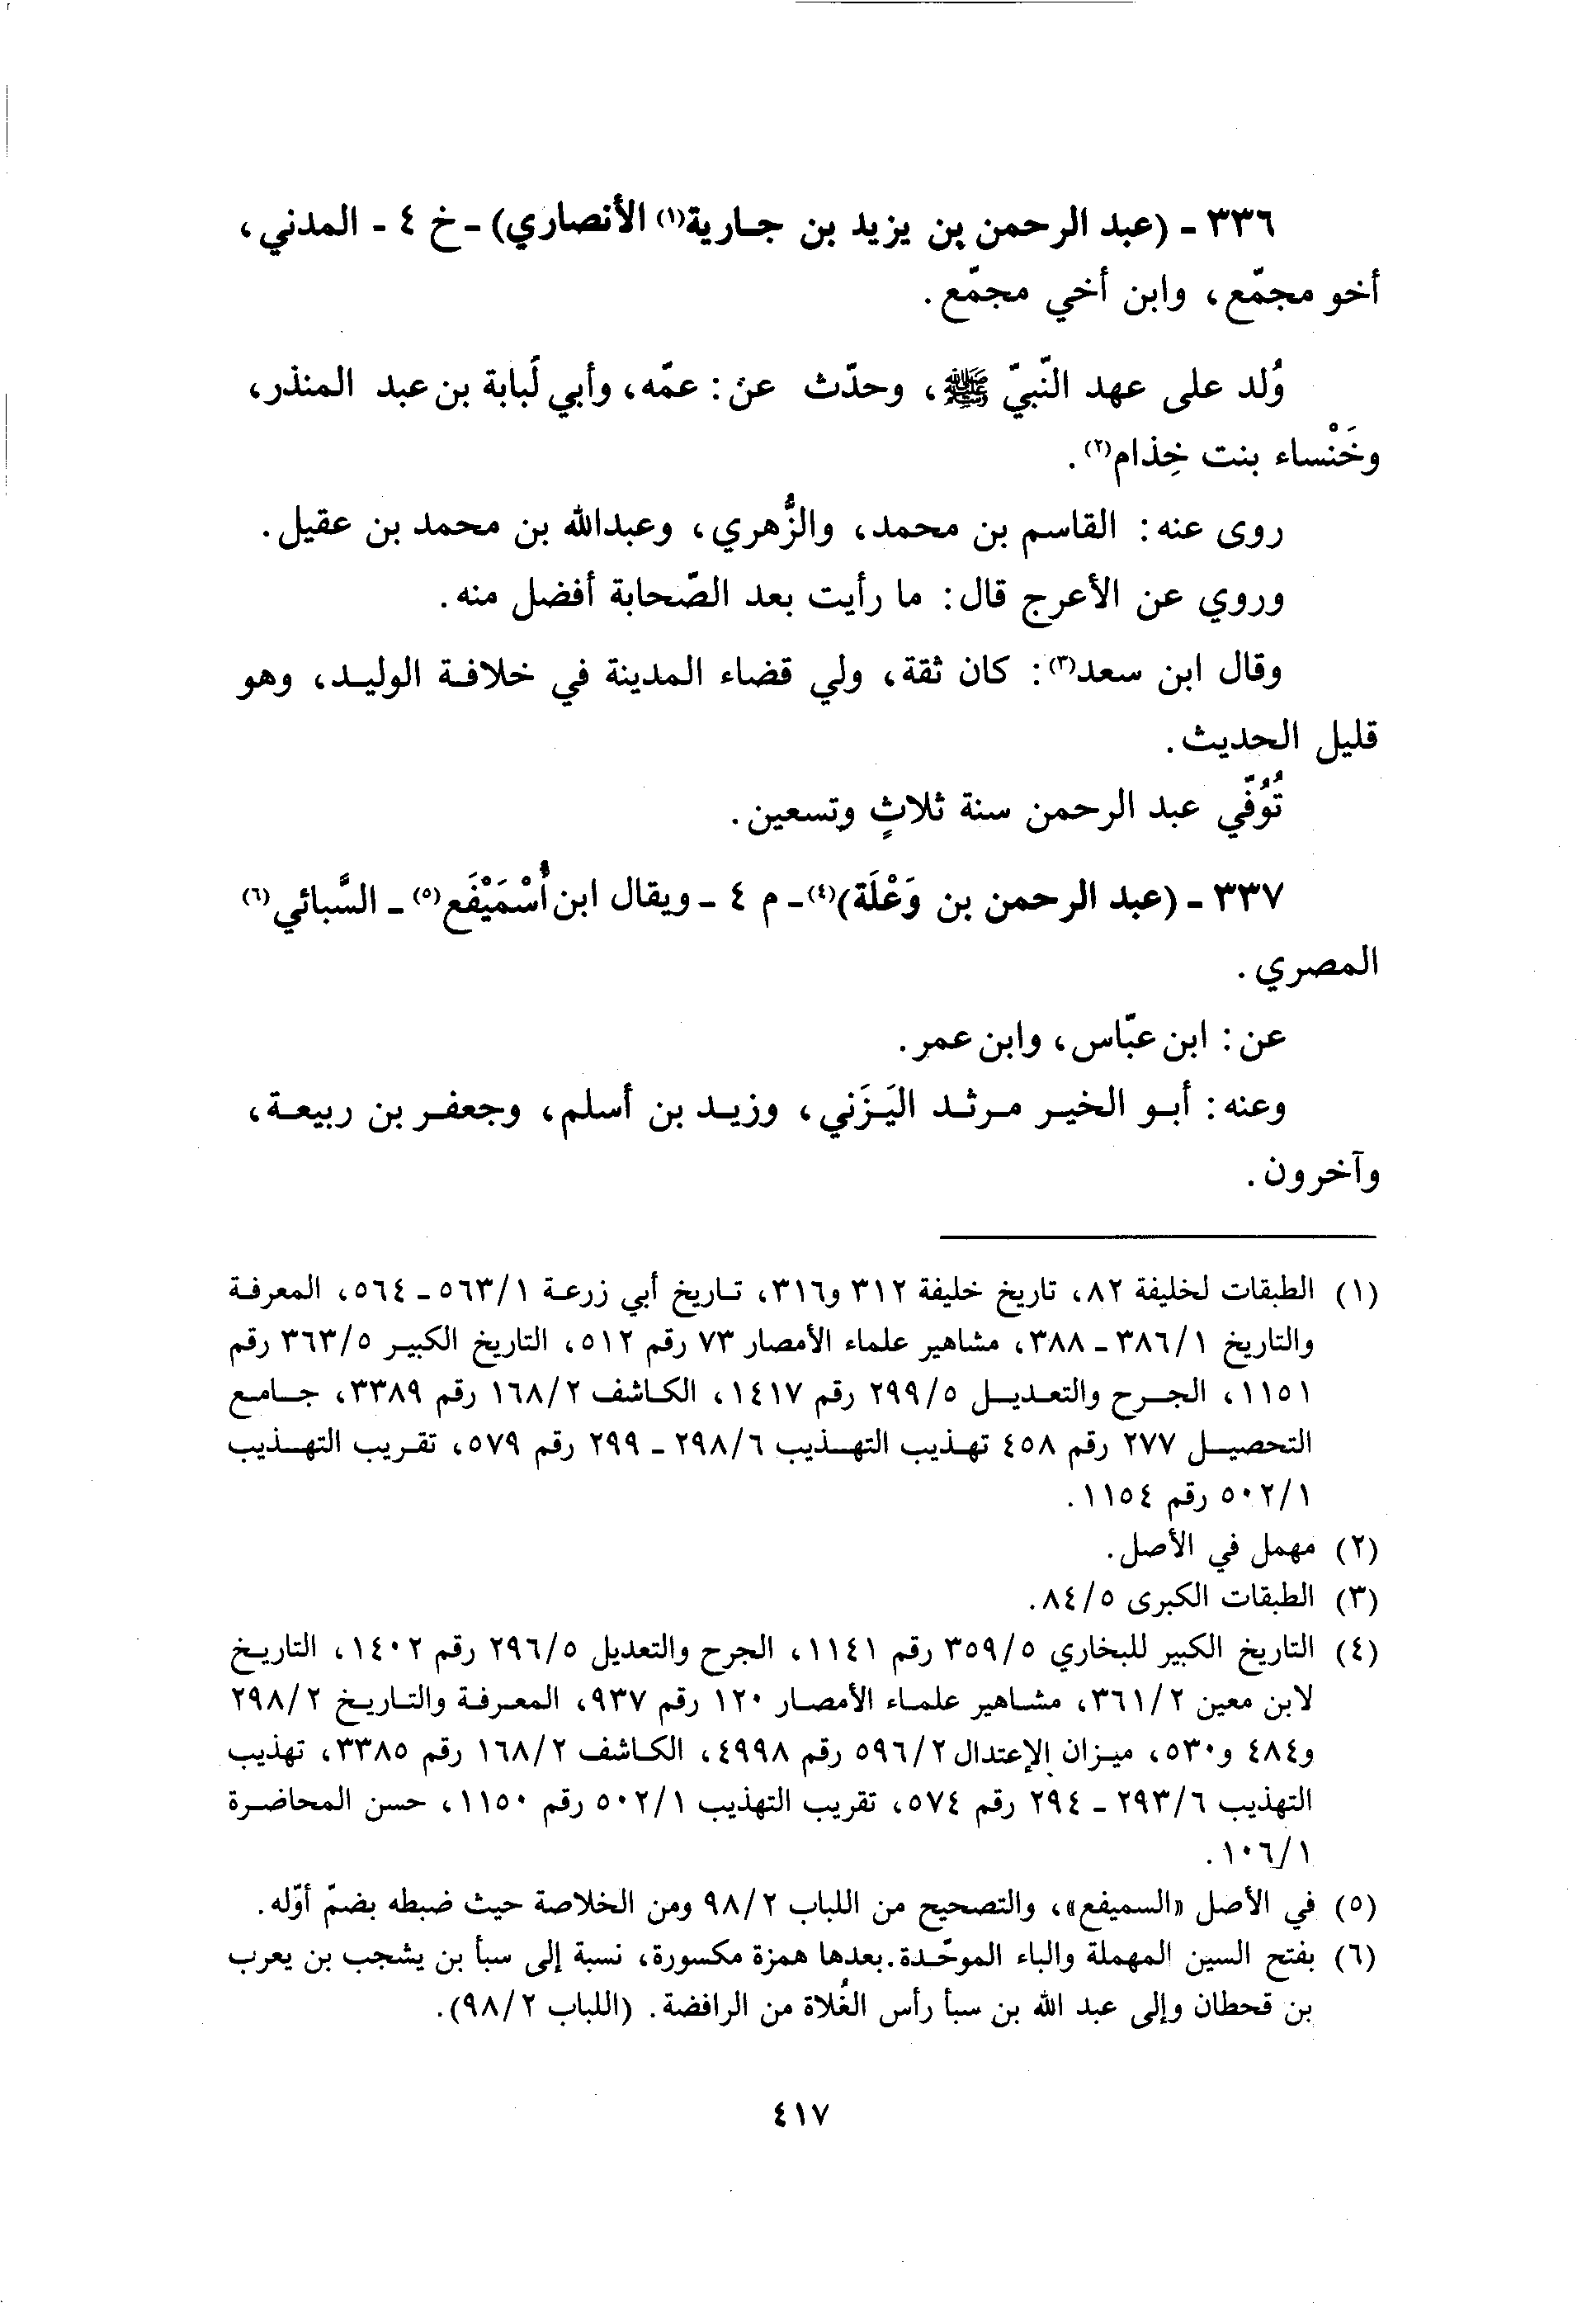 ٣٣٦ - (عبد الرحمن بن يزيد بن جارية(١) الأنصاري) - خ ٤ - المدني،
أخو مجمّع، وابن أخي مجمّع.
وُلد على عهد النّبيّ ﷺ، وحدّث عن: عمّه، وأبي لُبابة بن عبد المنذر،
وخَنْساء بنت خِذام(٢).
روى عنه: القاسم بن محمد، والزُّهري، وعبدالله بن محمد بن عقيل.
وروي عن الأعرج قال: ما رأيت بعد الصّحابة أفضل منه.
وقال ابن سعد(٣): كان ثقة، ولي قضاء المدينة في خلافة الوليد، وهو
قليل الحديث.
تُوُفّي عبد الرحمن سنة ثلاثٍ وتسعين.
٣٣٧ - (عبد الرحمن بن وَعْلَة)(٤) - م ٤ - ويقال ابن أُسْمَيْفَع(٥) - السَّبائي(٦)
المصري.
عن: ابن عبّاس، وابن عمر.
وعنه: أبو الخير مرثد اليَزَني، وزيد بن أسلم، وجعفر بن ربيعة،
وآخرون.
(١) الطبقات لخليفة ٨٢، تاريخ خليفة ٣١٢ و٣١٦، تاريخ أبي زرعة ١/٥٦٣ - ٥٦٤، المعرفة
والتاريخ ١/٣٨٦ - ٣٨٨، مشاهير علماء الأمصار ٧٣ رقم ٥١٢، التاريخ الكبير ٥/٣٦٣ رقم
١١٥١، الجرح والتعديل ٥/٢٩٩ رقم ١٤١٧، الكاشف ٢/١٦٨ رقم ٣٣٨٩، جامع
التحصيل ٢٧٧ رقم ٤٥٨ تهذيب التهذيب ٦/٢٩٨ - ٢٩٩ رقم ٥٧٩، تقريب التهذيب
١/٥٠٢ رقم ١١٥٤.
(٢) مهمل في الأصل.
(٣) الطبقات الكبرى ٥/٨٤.
(٤) التاريخ الكبير للبخاري ٥/٣٥٩ رقم ١١٤١، الجرح والتعديل ٥/٢٩٦ رقم ١٤٠٢، التاريخ
لابن معين ٢/٣٦١، مشاهير علماء الأمصار ١٢٠ رقم ٩٣٧، المعرفة والتاريخ ٢/٢٩٨
و٤٨٤ و٥٣٠، ميزان الإعتدال ٢/٥٩٦ رقم ٤٩٩٨، الكاشف ٢/١٦٨ رقم ٣٣٨٥، تهذيب
التهذيب ٦/٢٩٣ - ٢٩٤ رقم ٥٧٤، تقريب التهذيب ١/٥٠٢ رقم ١١٥٠، حسن المحاضرة
١/١٠٦.
(٥) في الأصل «السميفع»، والتصحيح من اللباب ٢/٩٨ ومن الخلاصة حيث ضبطه بضمّ أوّله.
(٦) بفتح السين المهملة والباء الموحّدة. بعدها همزة مكسورة، نسبة إلى سبأ بن يشجب بن يعرب
بن قحطان وإلى عبد الله بن سبأ رأس الغُلاة من الرافضة. (اللباب ٢/٩٨).
٤١٧